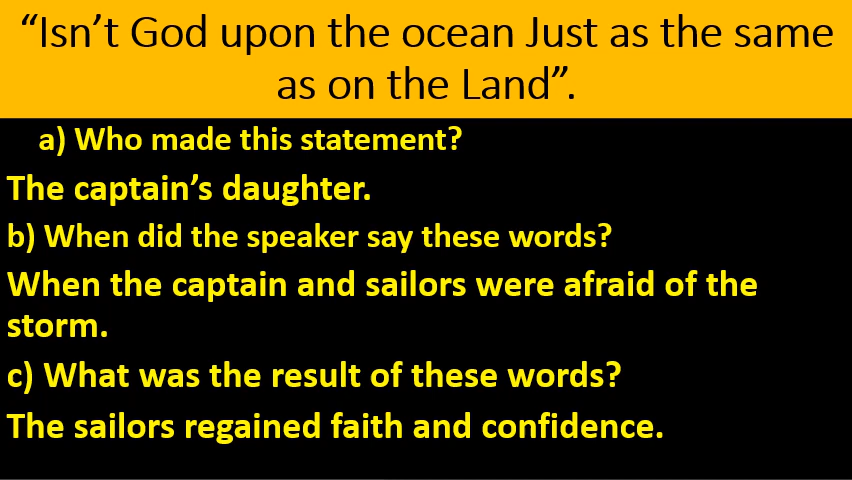 “Isn’t God upon the ocean Just as the same
as on the Land”.
a) Who made this statement?
The captain’s daughter.
b) When did the speaker say these words?
When the captain and sailors were afraid of the
storm.
c) What was the result of these words?
The sailors regained faith and confidence.